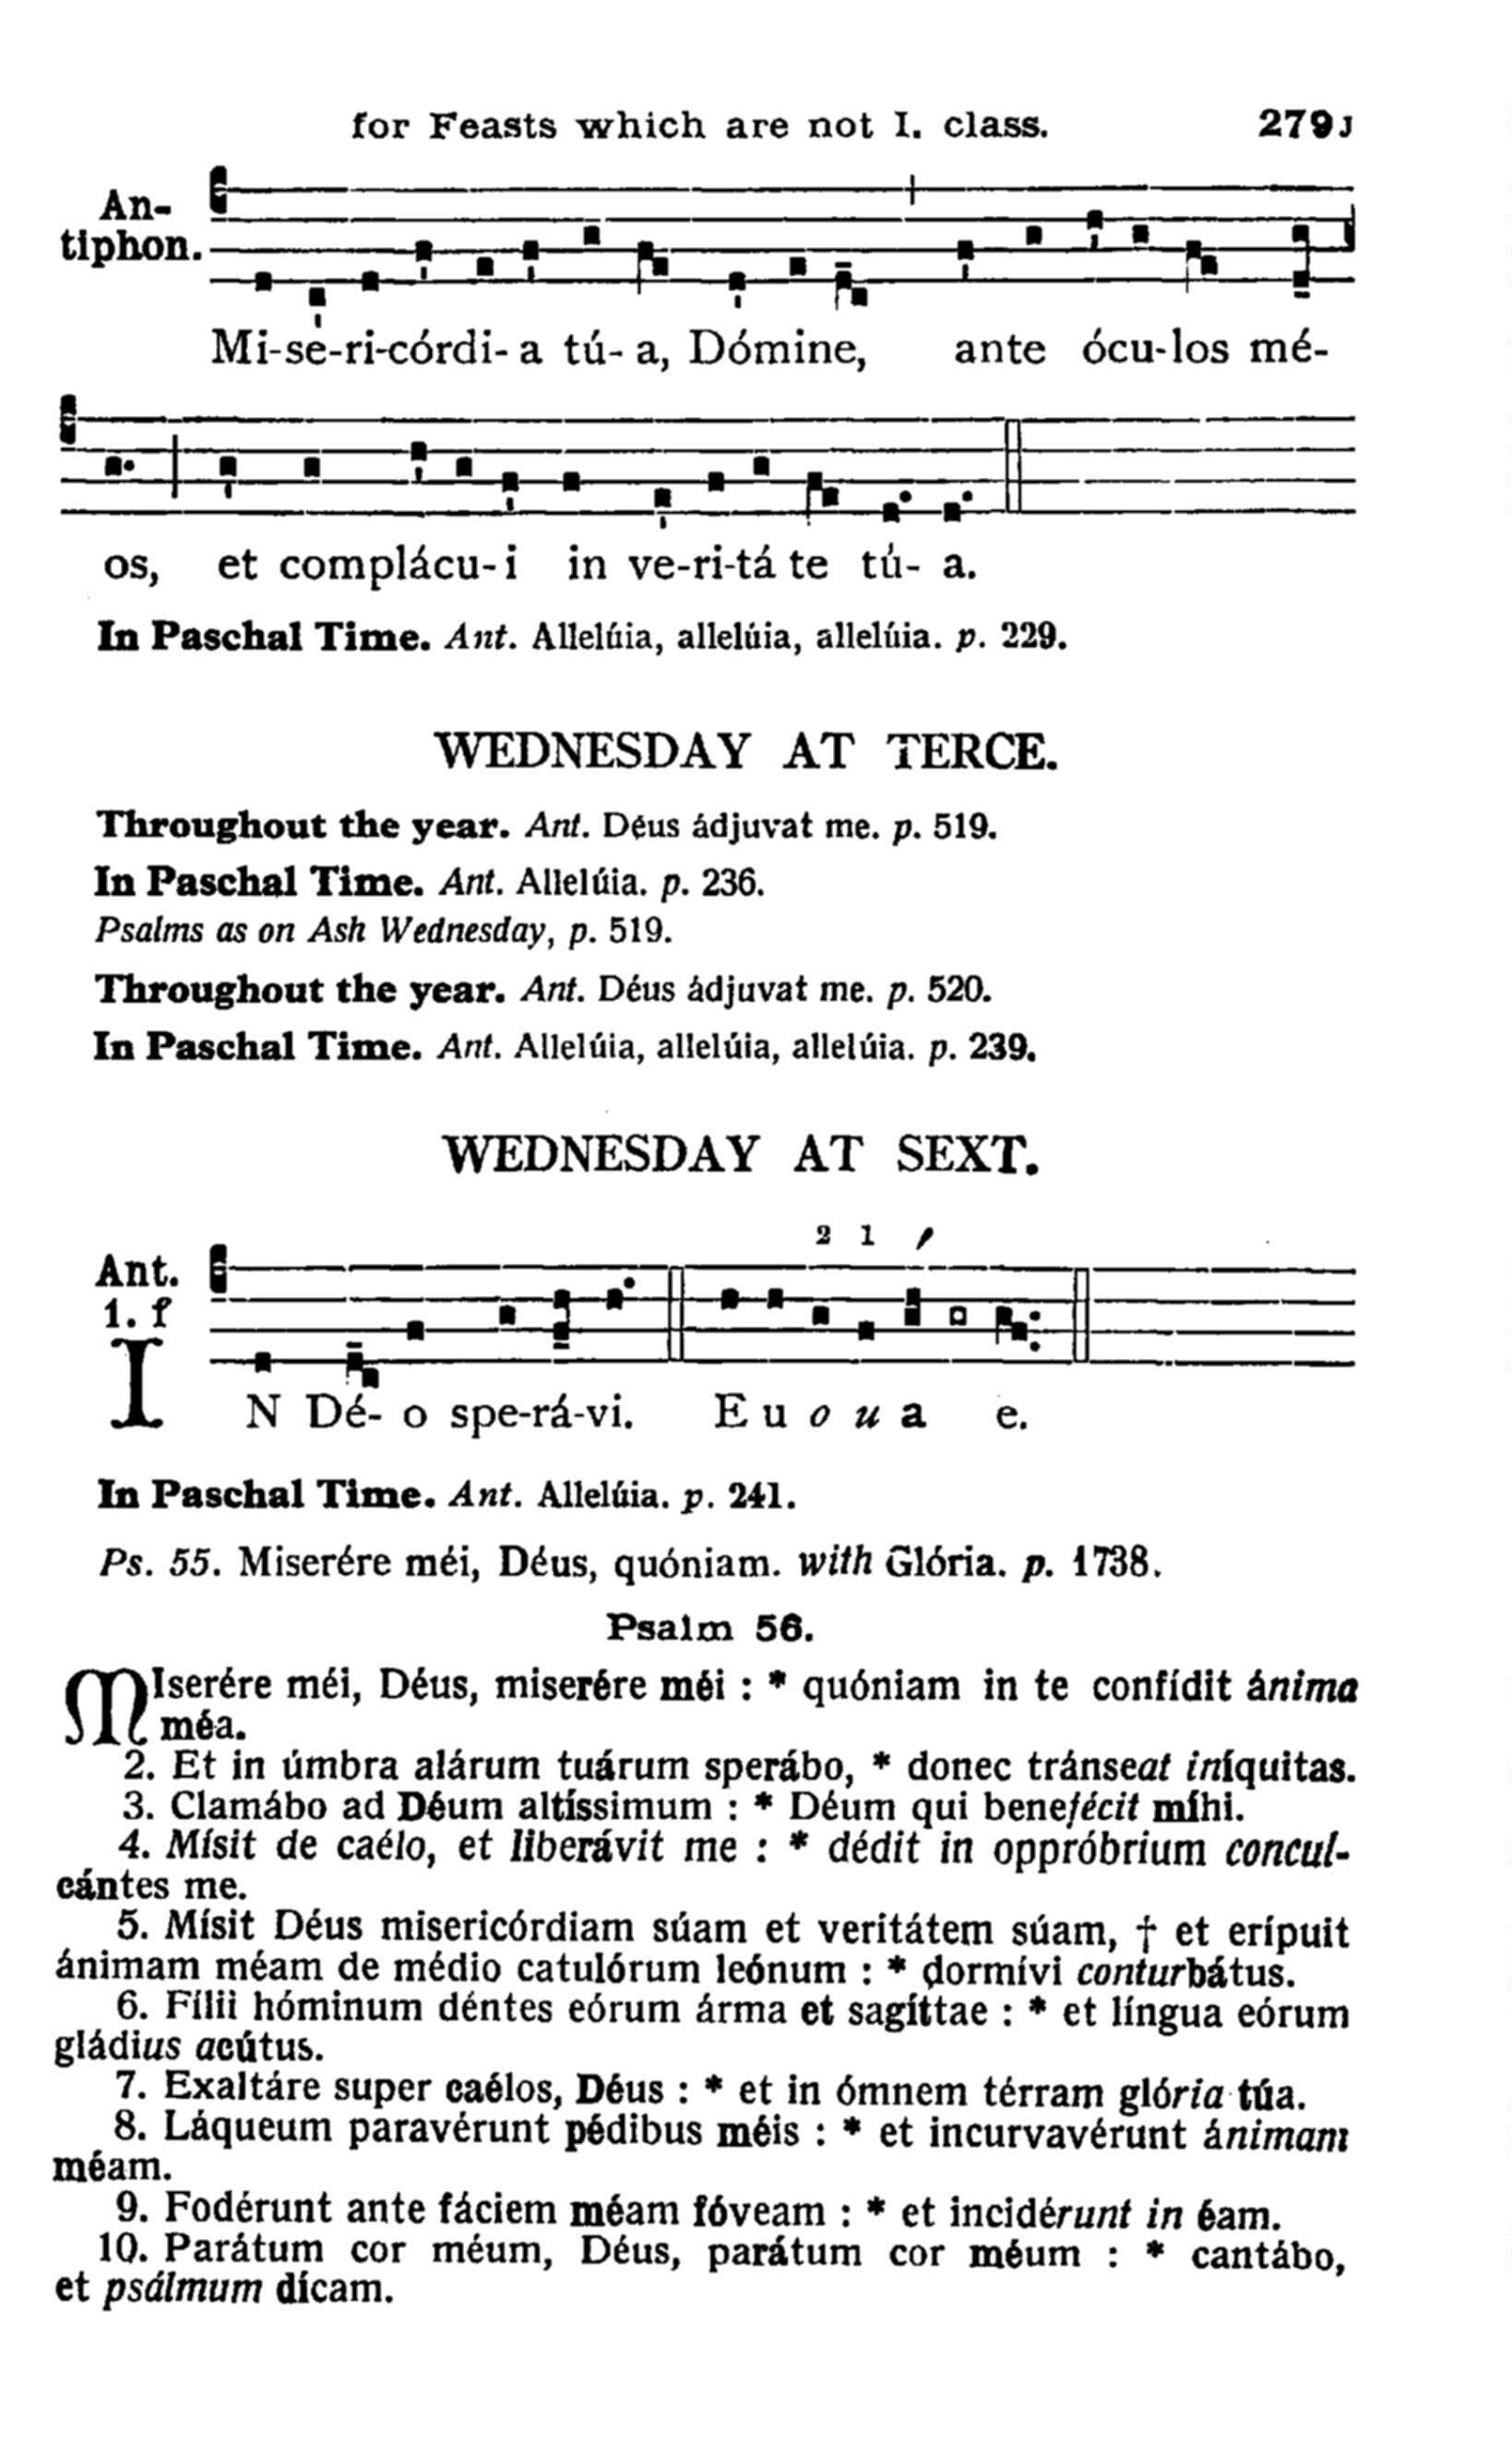 for Feasts which are not I. class. 279J
An-
tiphon.
Mi-se-ri-córdi- a tú- a, Dómine, ante ócu-los mé-
os, et complácu- i in ve-ri-tá te tú- a.
In Paschal Time. Ant. Allelúia, allelúia, allelúia. p. 229.
WEDNESDAY AT TERCE.
Throughout the year. Ant. Déus ádjuvat me. p. 519.
In Paschal Time. Ant. Allelúia. p. 236.
Psalms as on Ash Wednesday, p. 519.
Throughout the year. Ant. Déus ádjuvat me. p. 520.
In Paschal Time. Ant. Allelúia, allelúia, allelúia. p. 239.
WEDNESDAY AT SEXT.
2 1
Ant.
1. f
IN Dé- o spe-rá-vi. E u o u a e.
In Paschal Time. Ant. Allelúia. p. 241.
Ps. 55. Miserére méi, Déus, quóniam. with Glória. p. 1738.
Psalm 56.
MIserére méi, Déus, miserére méi : * quóniam in te confídit ánima
méa.
2. Et in úmbra alárum tuárum sperábo, * donec tránseat iníquitas.
3. Clamábo ad Déum altíssimum : * Déum qui benefécit míhi.
4. Mísit de caélo, et liberávit me : * dédit in oppróbrium concul-
cántes me.
5. Mísit Déus misericórdiam súam et veritátem súam, † et erípuit
ánimam méam de médio catulórum leónum : * dormívi conturbátus.
6. Fílii hóminum déntes eórum árma et sagíttae : * et língua eórum
gládius acútus.
7. Exaltáre super caélos, Déus : * et in ómnem térram glória túa.
8. Láqueum paravérunt pédibus méis : * et incurvavérunt ánimam
méam.
9. Fodérunt ante fáciem méam fóveam : * et incidérunt in éam.
10. Parátum cor méum, Déus, parátum cor méum : * cantábo,
et psálmum dícam.